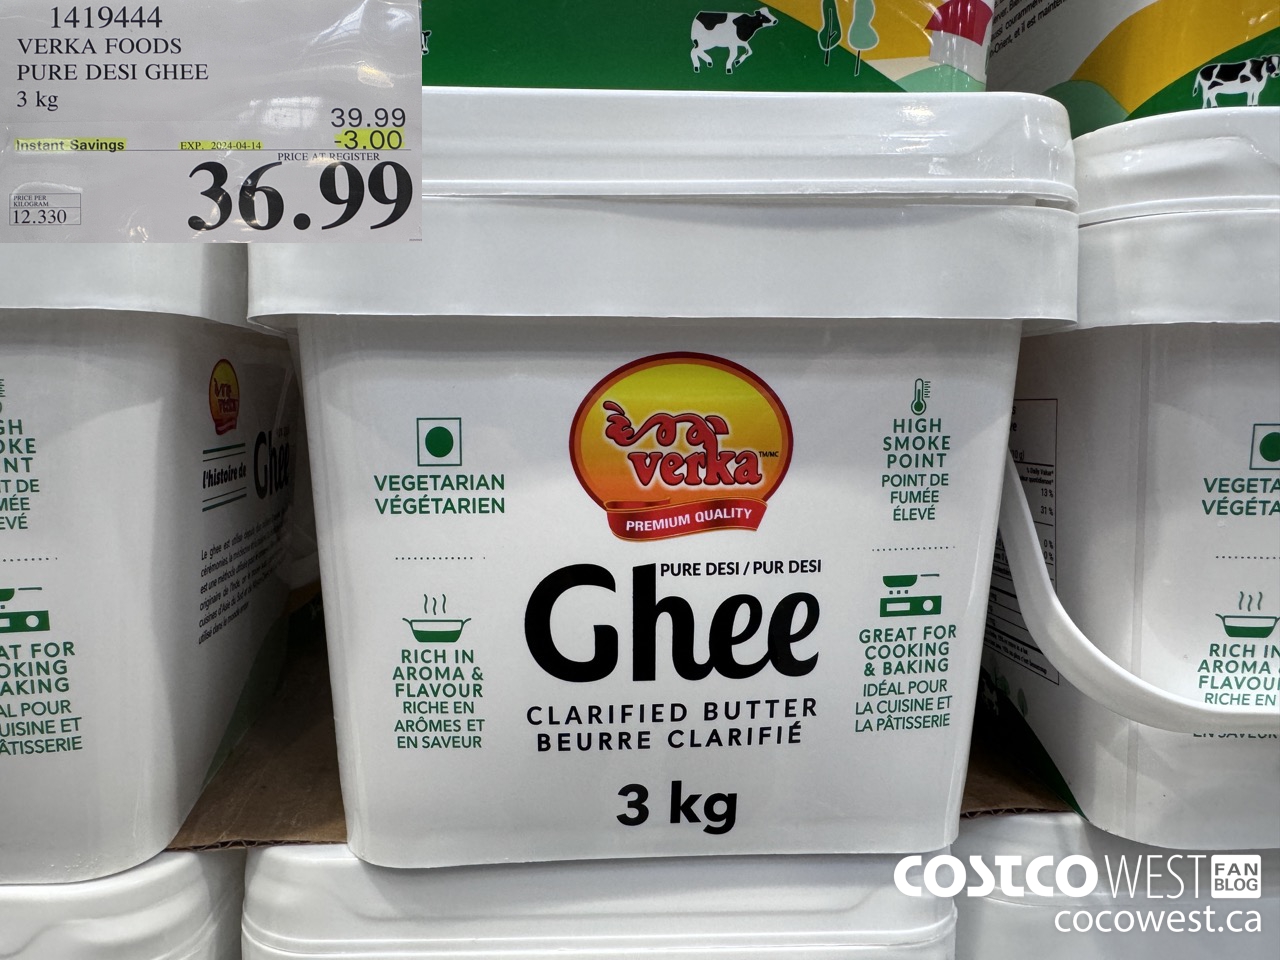 1419444
VERKA FOODS
PURE DESI GHEE
3 kg
39.99
Instant Savings EXP. 2024-04-14 -3.00
PRICE AT REGISTER
36.99
PRICE PER
KILOGRAM
12.330
verka TM/MC
PREMIUM QUALITY
VEGETARIAN
VÉGÉTARIEN
HIGH
SMOKE
POINT
POINT DE
FUMÉE
ÉLEVÉ
PURE DESI / PUR DESI
Ghee
CLARIFIED BUTTER
BEURRE CLARIFIÉ
3 kg
RICH IN
AROMA &
FLAVOUR
RICHE EN
ARÔMES ET
EN SAVEUR
GREAT FOR
COOKING
& BAKING
IDÉAL POUR
LA CUISINE ET
LA PÂTISSERIE
verka
l'histoire de
Ghee
COSTCO WEST FAN
BLOG
cocowest.ca